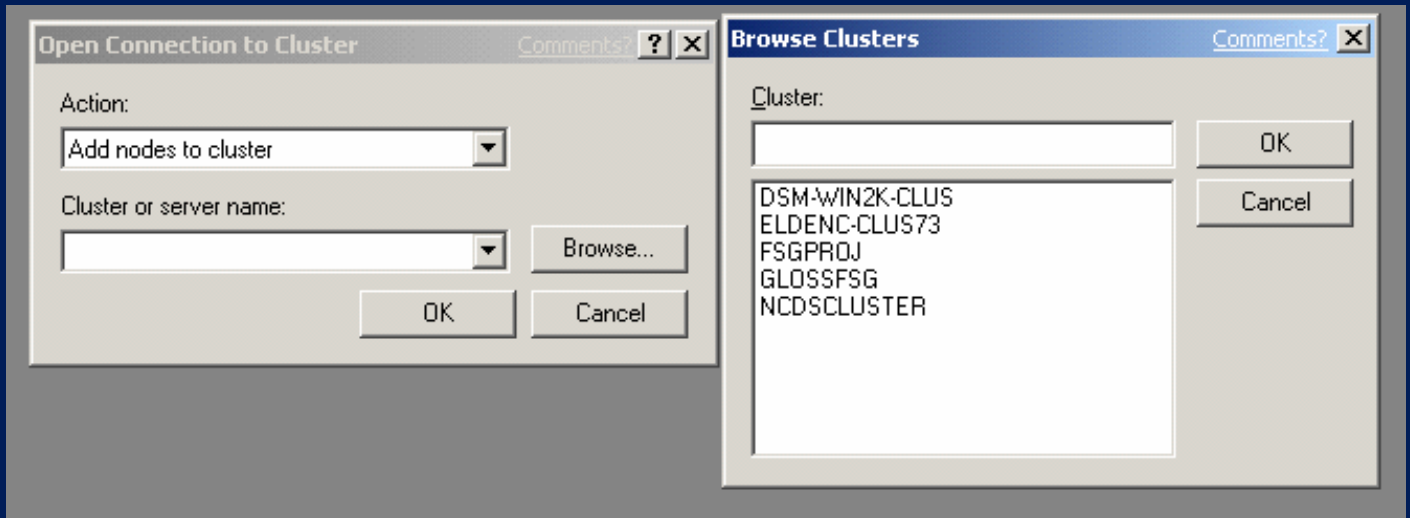 Open Connection to Cluster Comments? ? X
Action:
Add nodes to cluster
Cluster or server name:
Browse...
OK Cancel
Browse Clusters Comments? X
Cluster:
OK
Cancel
DSM-WIN2K-CLUS
ELDENC-CLUS73
FSGPROJ
GLOSSFSG
NCDSCLUSTER